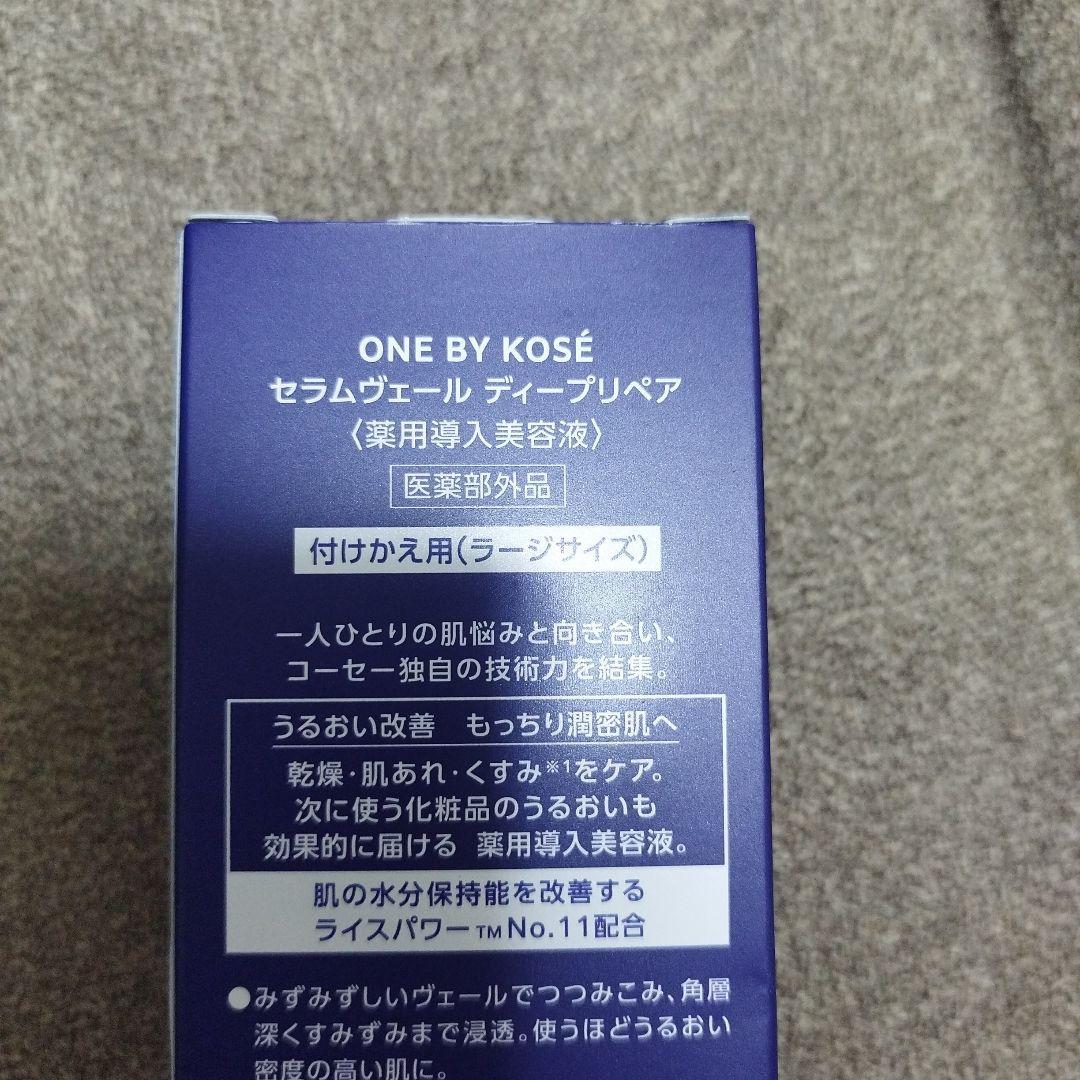 ONE BY KOSÉ
セラムヴェール ディープリペア
〈薬用導入美容液〉
医薬部外品
付けかえ用(ラージサイズ)
一人ひとりの肌悩みと向き合い、
コーセー独自の技術力を結集。
うるおい改善 もっちり潤密肌へ
乾燥・肌あれ・くすみ※1をケア。
次に使う化粧品のうるおいも
効果的に届ける 薬用導入美容液。
肌の水分保持能を改善する
ライスパワー™No.11配合
●みずみずしいヴェールでつつみこみ、角層
深くすみずみまで浸透。使うほどうるおい
密度の高い肌に。